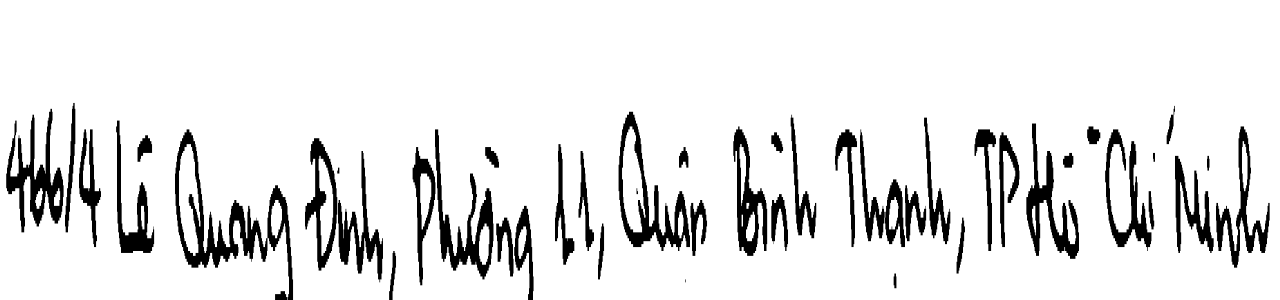 466/4 Lê Quang Định, Phường 11, Quận Bình Thạnh, TP Hồ Chí Minh